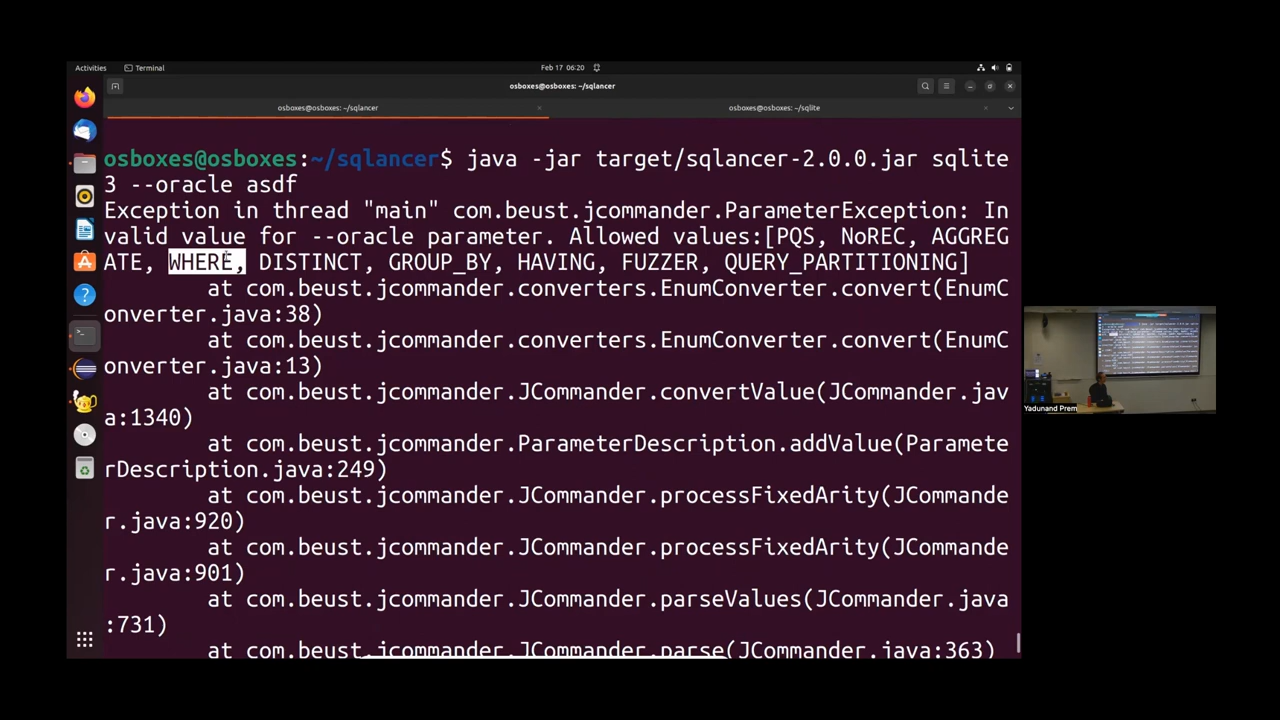 Activities
Terminal
Feb 17 06:20
osboxes@osboxes: ~/sqlancer
osboxes@osboxes: ~/sqlancer
osboxes@osboxes: ~/sqlite
osboxes@osboxes:~/sqlancer$ java -jar target/sqlancer-2.0.0.jar sqlite
3 --oracle asdf
Exception in thread "main" com.beust.jcommander.ParameterException: In
valid value for --oracle parameter. Allowed values:[PQS, NoREC, AGGREG
ATE, WHERE, DISTINCT, GROUP_BY, HAVING, FUZZER, QUERY_PARTITIONING]
at com.beust.jcommander.converters.EnumConverter.convert(EnumC
onverter.java:38)
at com.beust.jcommander.converters.EnumConverter.convert(EnumC
onverter.java:13)
at com.beust.jcommander.JCommander.convertValue(JCommander.jav
a:1340)
at com.beust.jcommander.ParameterDescription.addValue(Paramete
rDescription.java:249)
at com.beust.jcommander.JCommander.processFixedArity(JCommande
r.java:920)
at com.beust.jcommander.JCommander.processFixedArity(JCommande
r.java:901)
at com.beust.jcommander.JCommander.parseValues(JCommander.java
:731)
at com.beust.jcommander.JCommander.parse(JCommander.java:363)
Yadunand Prem